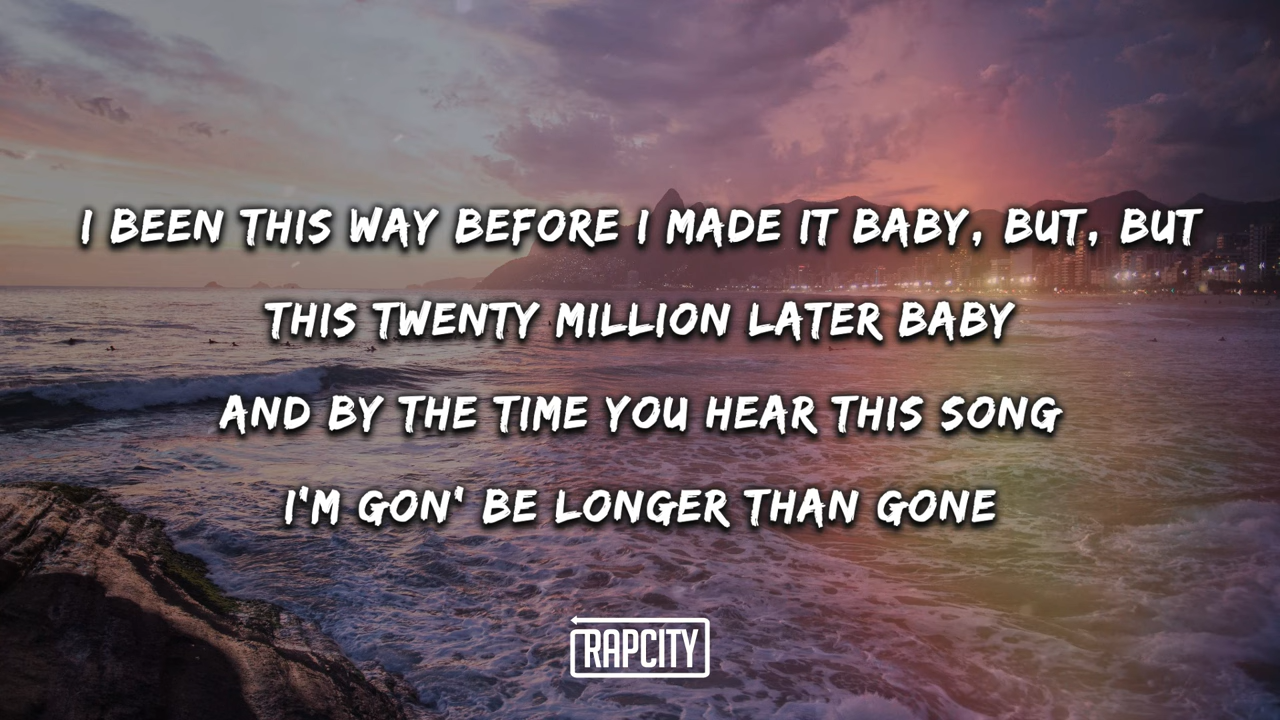 I BEEN THIS WAY BEFORE I MADE IT BABY, BUT, BUT
THIS TWENTY MILLION LATER BABY
AND BY THE TIME YOU HEAR THIS SONG
I'M GON' BE LONGER THAN GONE
RAPCITY